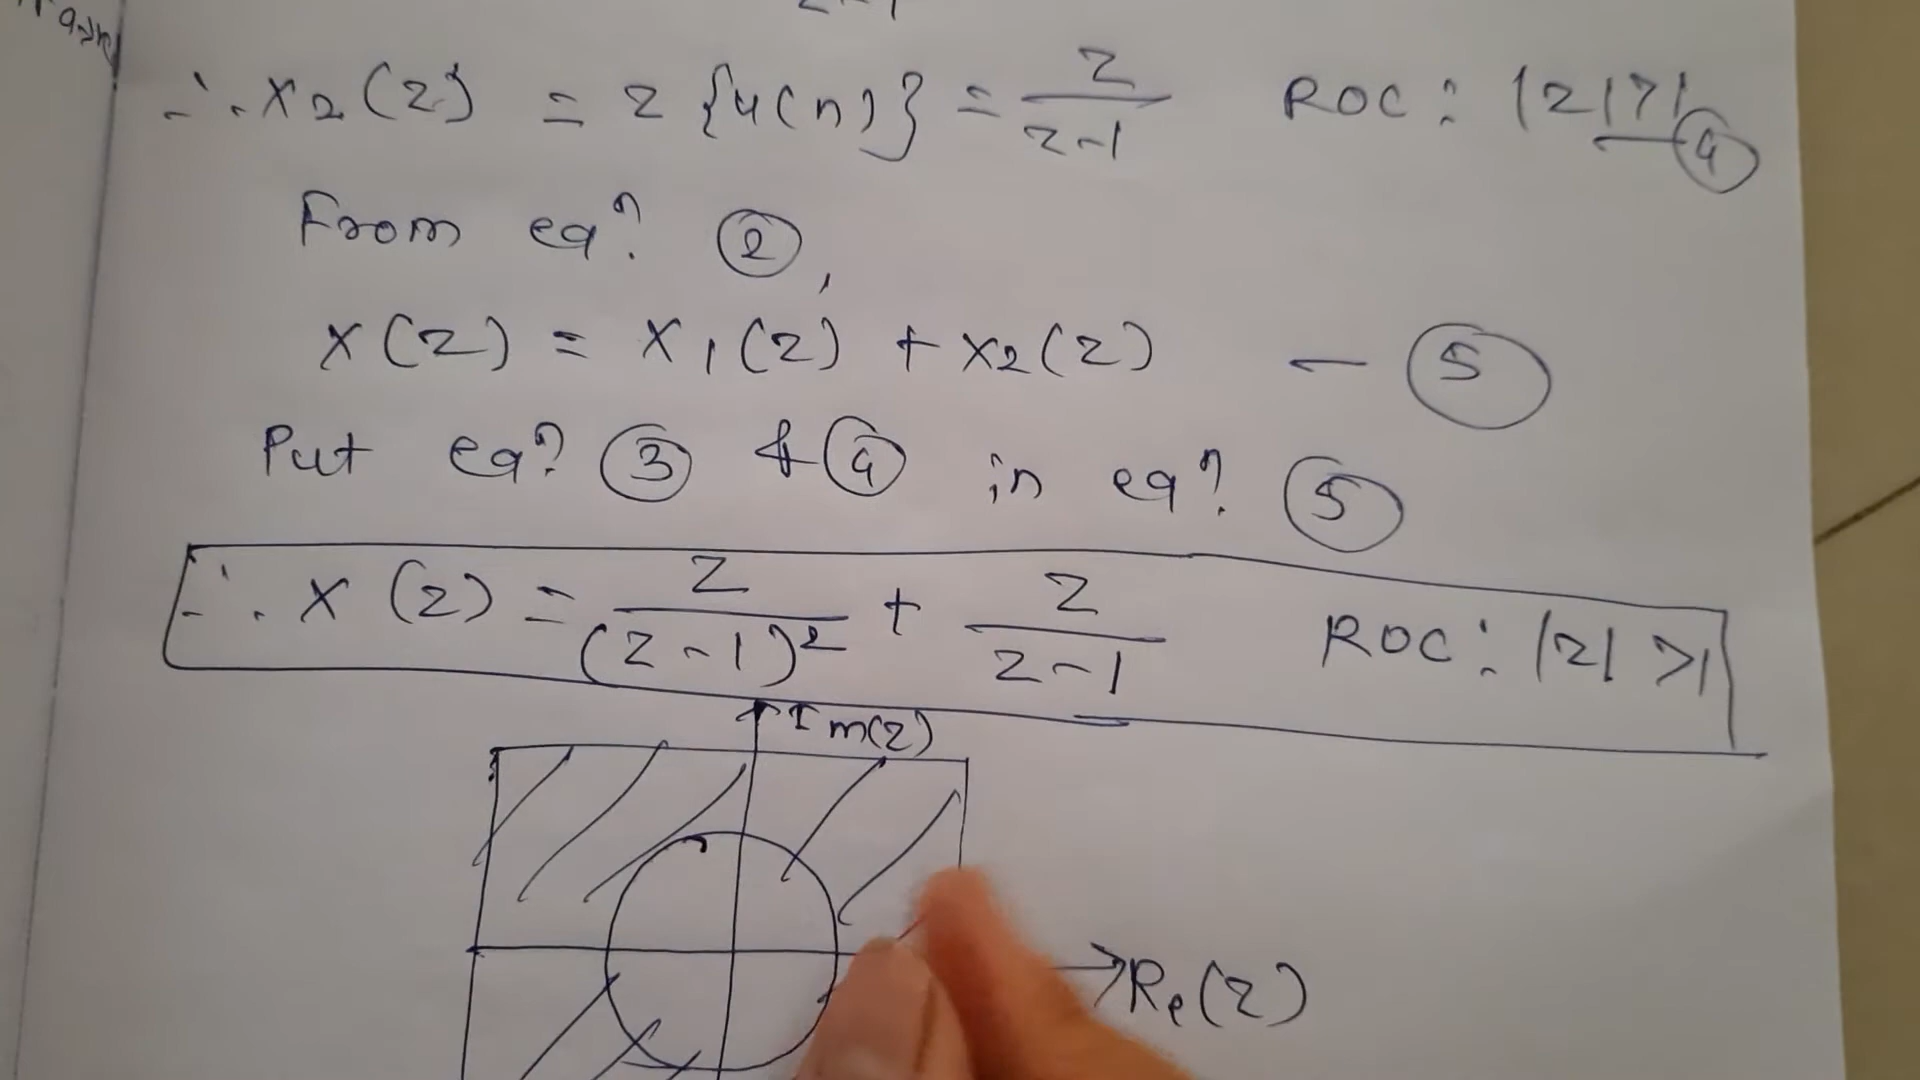 ∴ X2(z) = z{u(n)} = z/(z-1) ROC: |z|>1 — ④
From eqⁿ. ②,
X(z) = X1(z) + X2(z) — ⑤
Put eqⁿ. ③ & ④ in eqⁿ. ⑤
∴ X(z) = z/(z-1)² + z/(z-1) ROC: |z|>1
Im(z)
Re(z)